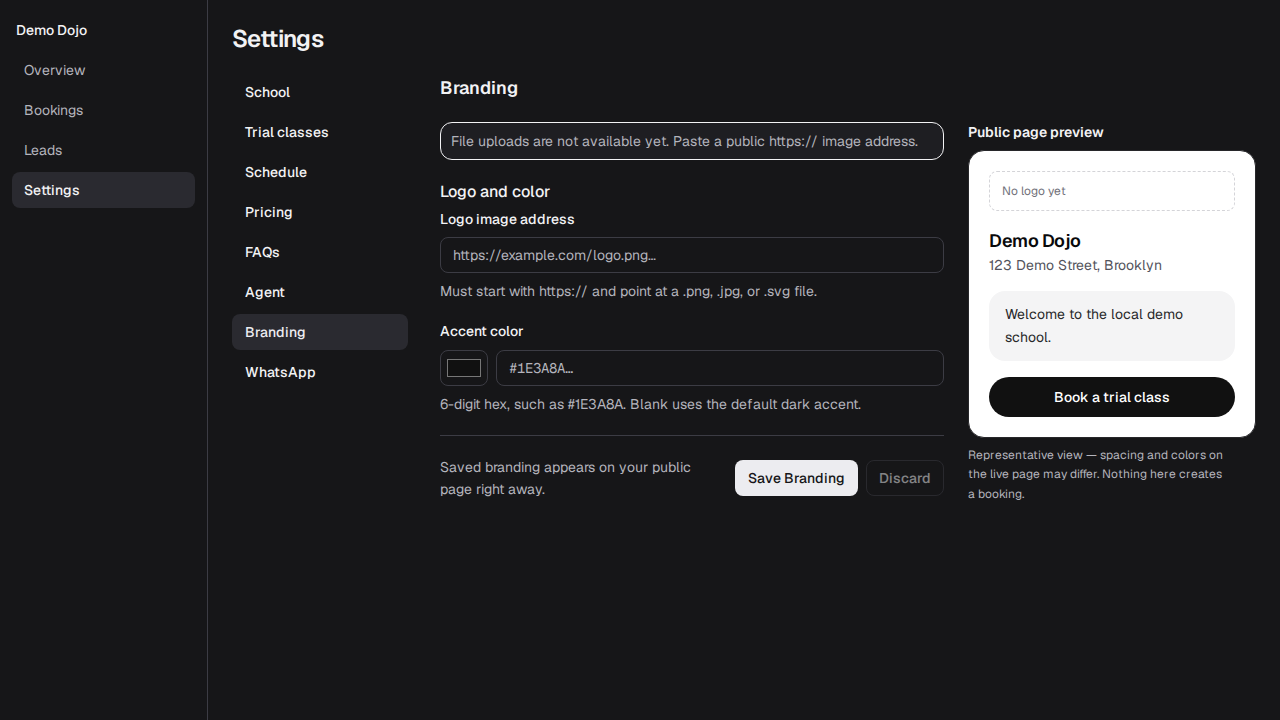 Demo Dojo
Overview
Bookings
Leads
Settings
Settings
School
Trial classes
Schedule
Pricing
FAQs
Agent
Branding
WhatsApp
Branding
File uploads are not available yet. Paste a public https:// image address.
Logo and color
Logo image address
https://example.com/logo.png…
Must start with https:// and point at a .png, .jpg, or .svg file.
Accent color
#1E3A8A…
6-digit hex, such as #1E3A8A. Blank uses the default dark accent.
Saved branding appears on your public
page right away.
Save Branding
Discard
Public page preview
No logo yet
Demo Dojo
123 Demo Street, Brooklyn
Welcome to the local demo
school.
Book a trial class
Representative view — spacing and colors on
the live page may differ. Nothing here creates
a booking.